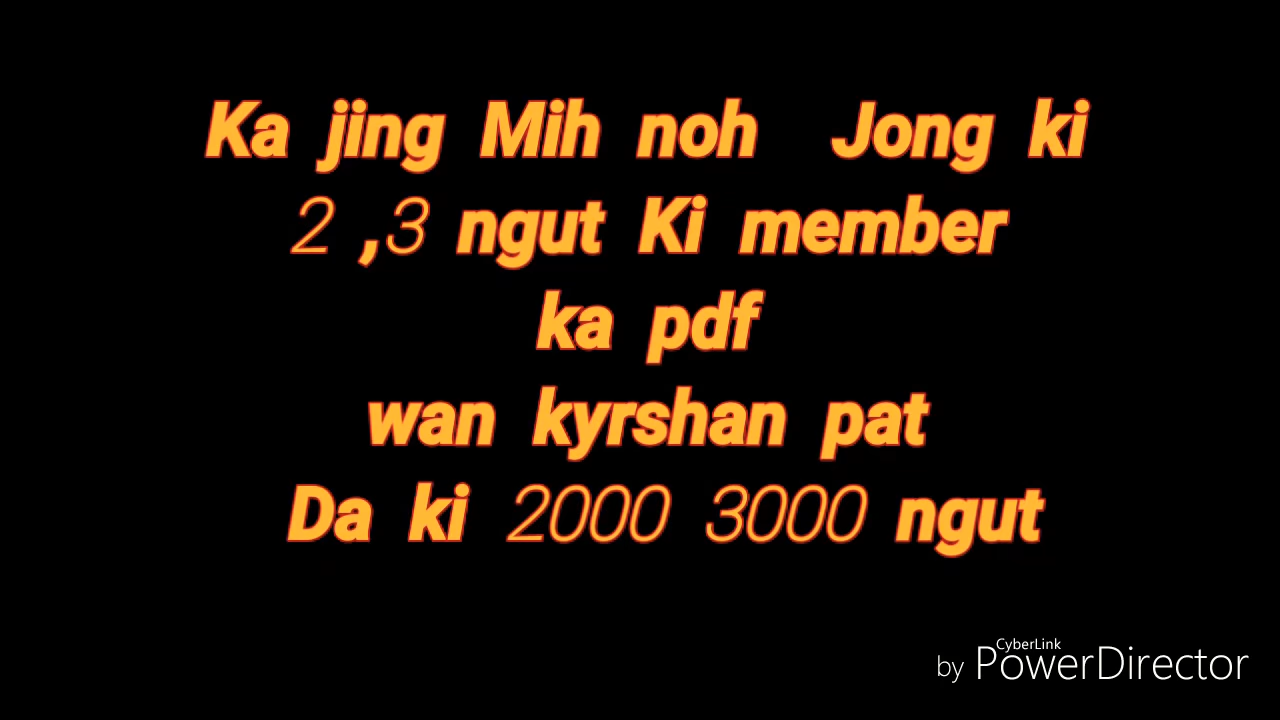 Ka jing Mih noh Jong ki
2 ,3 ngut Ki member
ka pdf
wan kyrshan pat
Da ki 2000 3000 ngut
CyberLink
by PowerDirector